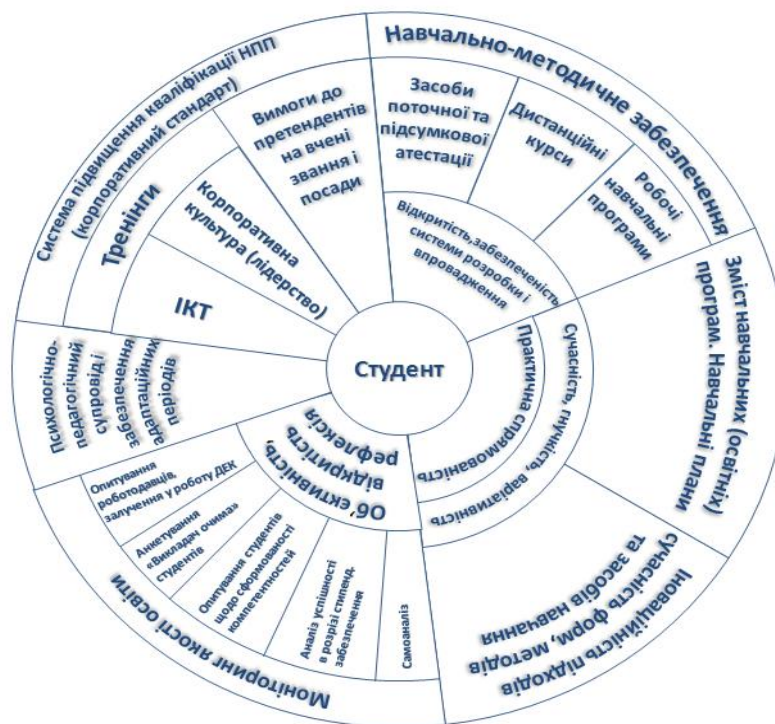 Система підвищення кваліфікації НПП
(корпоративний стандарт)
Тренінги
Вимоги до
претендентів
на вчені
звання і
посади
Корпоративна
культура (лідерство)
ІКТ
Навчально-методичне забезпечення
Засоби
поточної та
підсумкової
атестації
Дистанційні
курси
Робочі
навчальні
програми
Відкритість,забезпеченість
системи розробки і
впровадження
Зміст навчальних (освітніх)
програм. Навчальні плани
Сучасність, гнучкість, варіативність
Практична спрямованість
Студент
Іноваційність підходів
сучасність форм, методів
та засобів навчання
Психологічно-
педагогічний
супровід і
забезпечення
адаптаційних
періодів
Об'єктивність,
відкритість
рефлексія
Опитування
роботодавців,
залучення у роботу ДЕК
Анкетування
«Викладач очима»
студентів
Опитування студентів
щодо сформованості
компетентностей
Аналіз успішності
в розрізі стипенд.
забезпечення
Самоаналіз
Моніторинг якості освіти